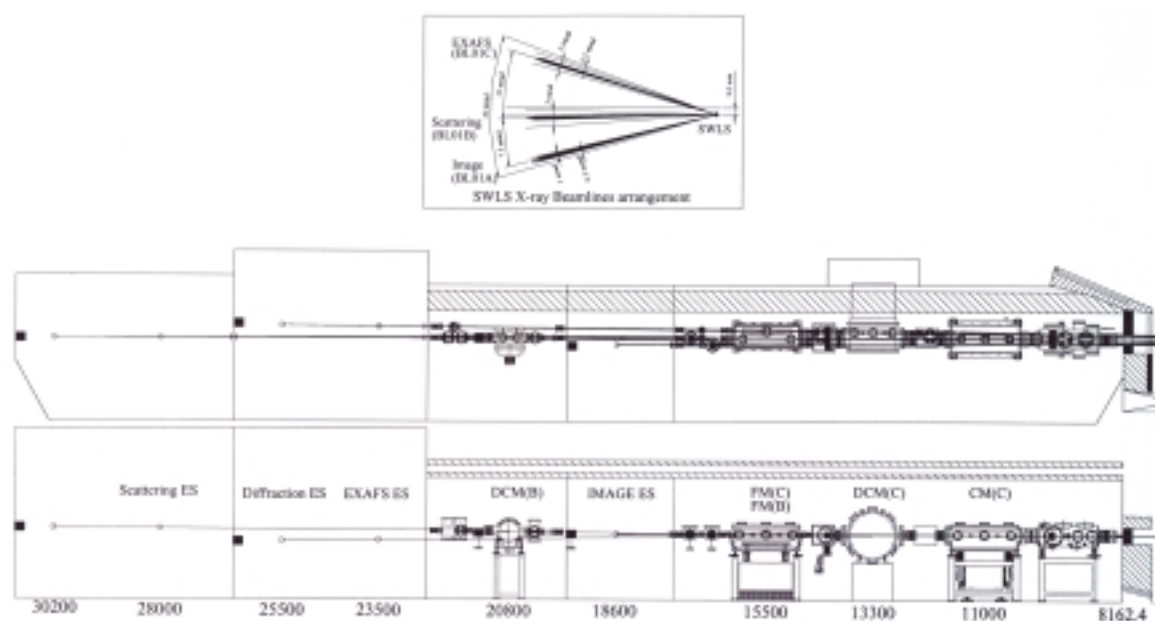 EXAFS
(BL01C)
Scattering
(BL01B)
Image
(BL01A)
SWLS
SWLS X-ray Beamlines arrangement
Scattering ES
Diffraction ES
EXAFS ES
DCM(B)
IMAGE ES
FM(C)
FM(B)
DCM(C)
CM(C)
30200
28000
25500
23500
20800
18600
15500
13300
11000
8162.4